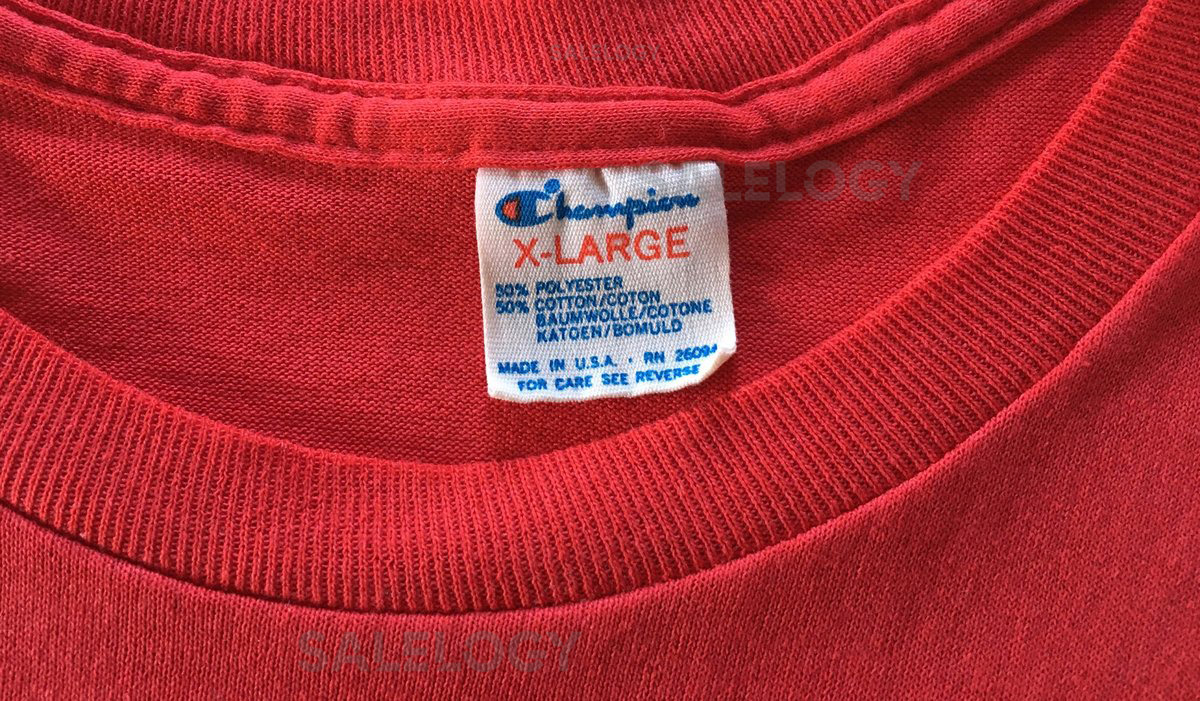 SALELOGY
LELOGY
Champion
X-LARGE
50% POLYESTER
50% COTTON/COTON
BAUMWOLLE/COTONE
KATOEN/BOMULD
MADE IN U.S.A. · RN 26094
FOR CARE SEE REVERSE
SALELOGY